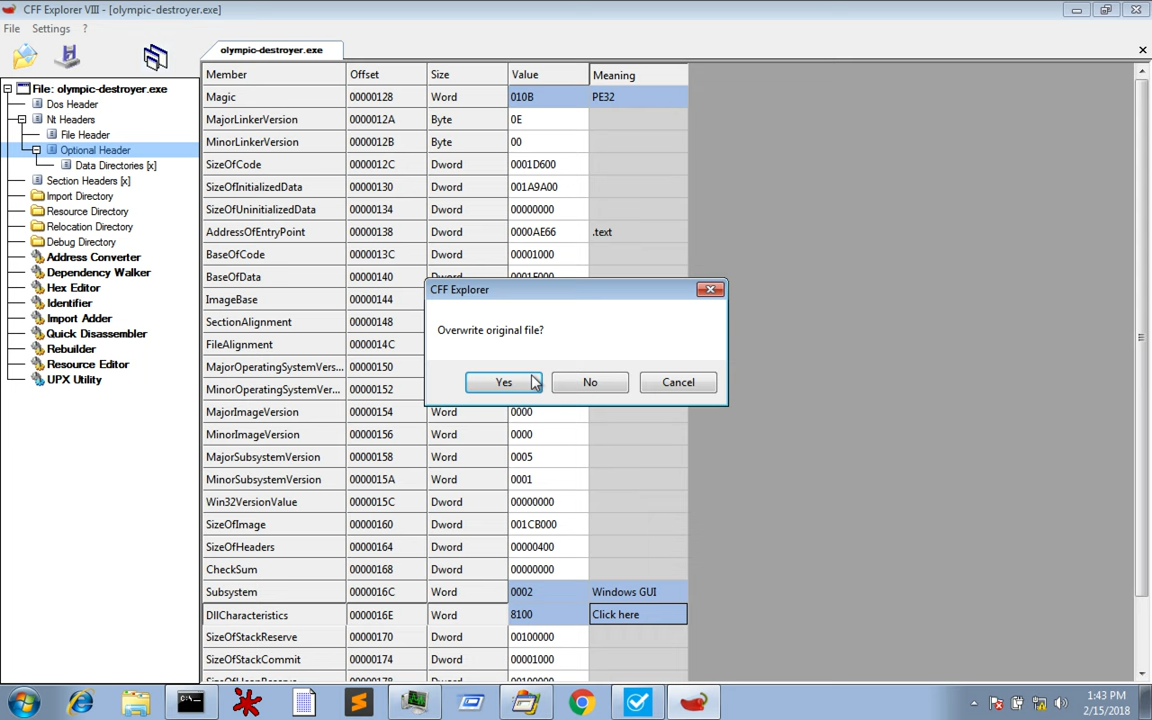 CFF Explorer VIII - [olympic-destroyer.exe]
File Settings ?
olympic-destroyer.exe
File: olympic-destroyer.exe
Dos Header
Nt Headers
File Header
Optional Header
Data Directories [x]
Section Headers [x]
Import Directory
Resource Directory
Relocation Directory
Debug Directory
Address Converter
Dependency Walker
Hex Editor
Identifier
Import Adder
Quick Disassembler
Rebuilder
Resource Editor
UPX Utility
Member Offset Size Value Meaning
Magic 00000128 Word 010B PE32
MajorLinkerVersion 0000012A Byte 0E
MinorLinkerVersion 0000012B Byte 00
SizeOfCode 0000012C Dword 0001D600
SizeOfInitializedData 00000130 Dword 001A9A00
SizeOfUninitializedData 00000134 Dword 00000000
AddressOfEntryPoint 00000138 Dword 0000AE66 .text
BaseOfCode 0000013C Dword 00001000
BaseOfData 00000140 Dword 0001F000
ImageBase 00000144
SectionAlignment 00000148
FileAlignment 0000014C
MajorOperatingSystemVers... 00000150
MinorOperatingSystemVer... 00000152
MajorImageVersion 00000154 Word 0000
MinorImageVersion 00000156 Word 0000
MajorSubsystemVersion 00000158 Word 0005
MinorSubsystemVersion 0000015A Word 0001
Win32VersionValue 0000015C Dword 00000000
SizeOfImage 00000160 Dword 001CB000
SizeOfHeaders 00000164 Dword 00000400
CheckSum 00000168 Dword 00000000
Subsystem 0000016C Word 0002 Windows GUI
DllCharacteristics 0000016E Word 8100 Click here
SizeOfStackReserve 00000170 Dword 00100000
SizeOfStackCommit 00000174 Dword 00001000
CFF Explorer
Overwrite original file?
Yes No Cancel
1:43 PM
2/15/2018